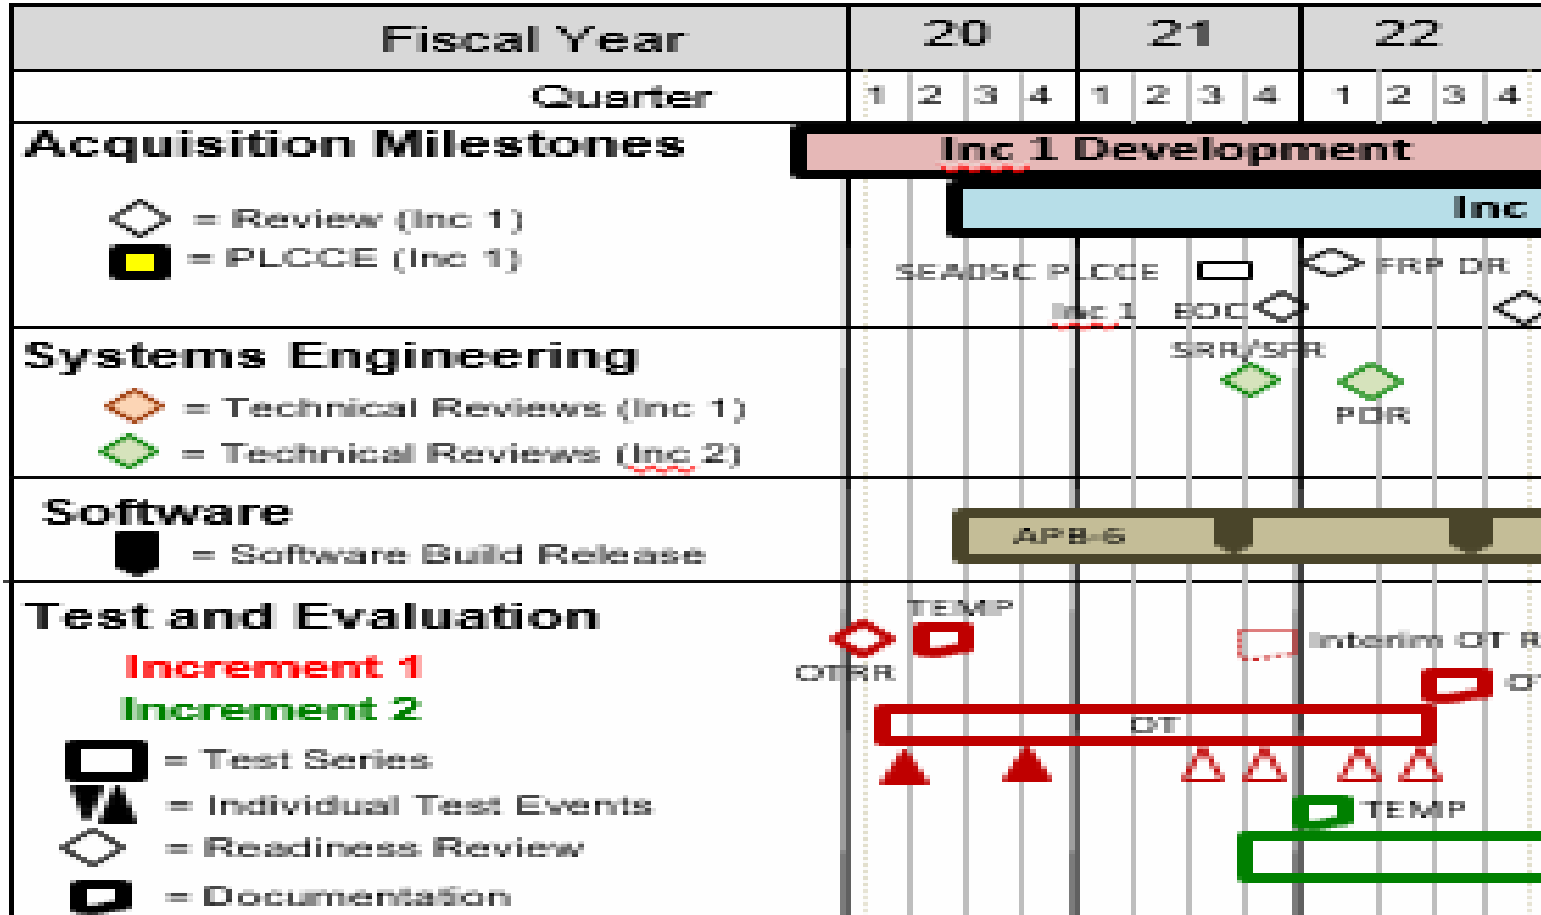 Fiscal Year 20 21 22
Quarter 1 2 3 4 1 2 3 4 1 2 3 4
Acquisition Milestones
Inc 1 Development
Inc
= Review (Inc 1)
= PLCCE (Inc 1)
PLCCE
FRP DR
Inc 1
Systems Engineering
SRR/SFR
= Technical Reviews (Inc 1)
PDR
= Technical Reviews (Inc 2)
Software
APB-6
= Software Build Release
Test and Evaluation
TEMP
Interim OT R
Increment 1
OTRR
OT
Increment 2
OT
= Test Series
= Individual Test Events
TEMP
= Readiness Review
= Documentation